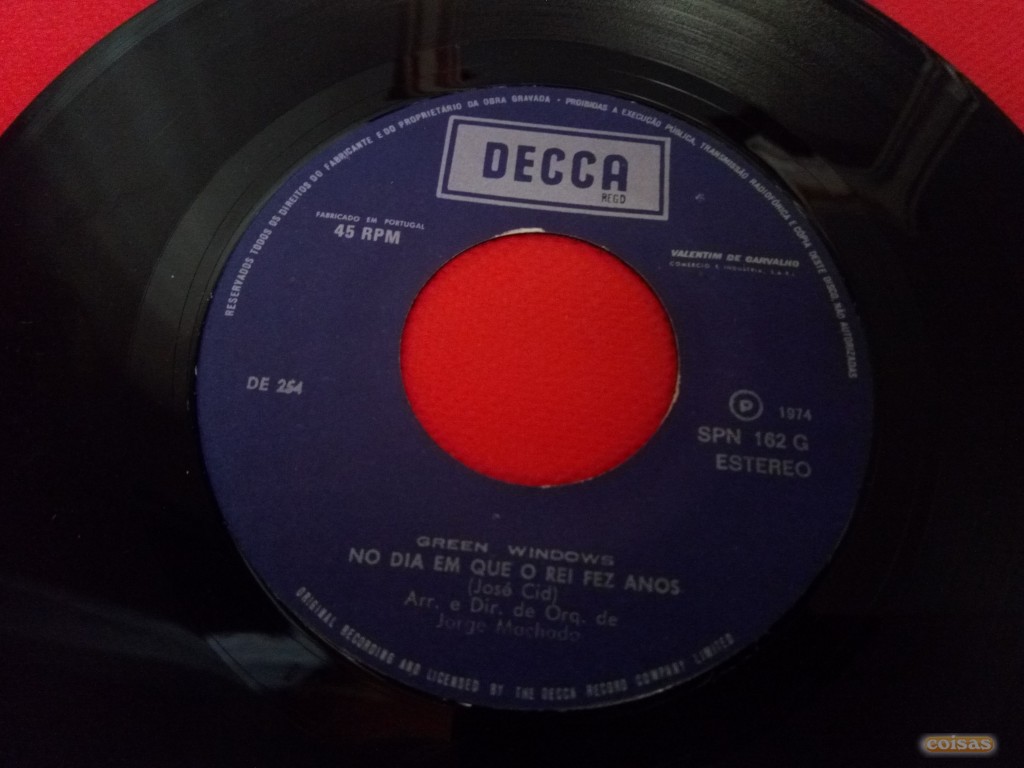 RESERVADOS TODOS OS DIREITOS DO FABRICANTE E DO PROPRIETÁRIO DA OBRA GRAVADA · PROIBIDAS A EXECUÇÃO PÚBLICA, TRANSMISSÃO RADIOFÓNICA E CÓPIA DESTE DISCO, NÃO AUTORIZADAS
DECCA
REGD
FABRICADO EM PORTUGAL
45 RPM
VALENTIM DE CARVALHO
COMERCIO E INDUSTRIA, S.A.R.L.
DE 254
P 1974
SPN 162 G
ESTEREO
GREEN WINDOWS
NO DIA EM QUE O REI FEZ ANOS
(José Cid)
Arr. e Dir. de Orq. de
Jorge Machado
ORIGINAL RECORDING AND LICENSED BY THE DECCA RECORD COMPANY LIMITED
coisas